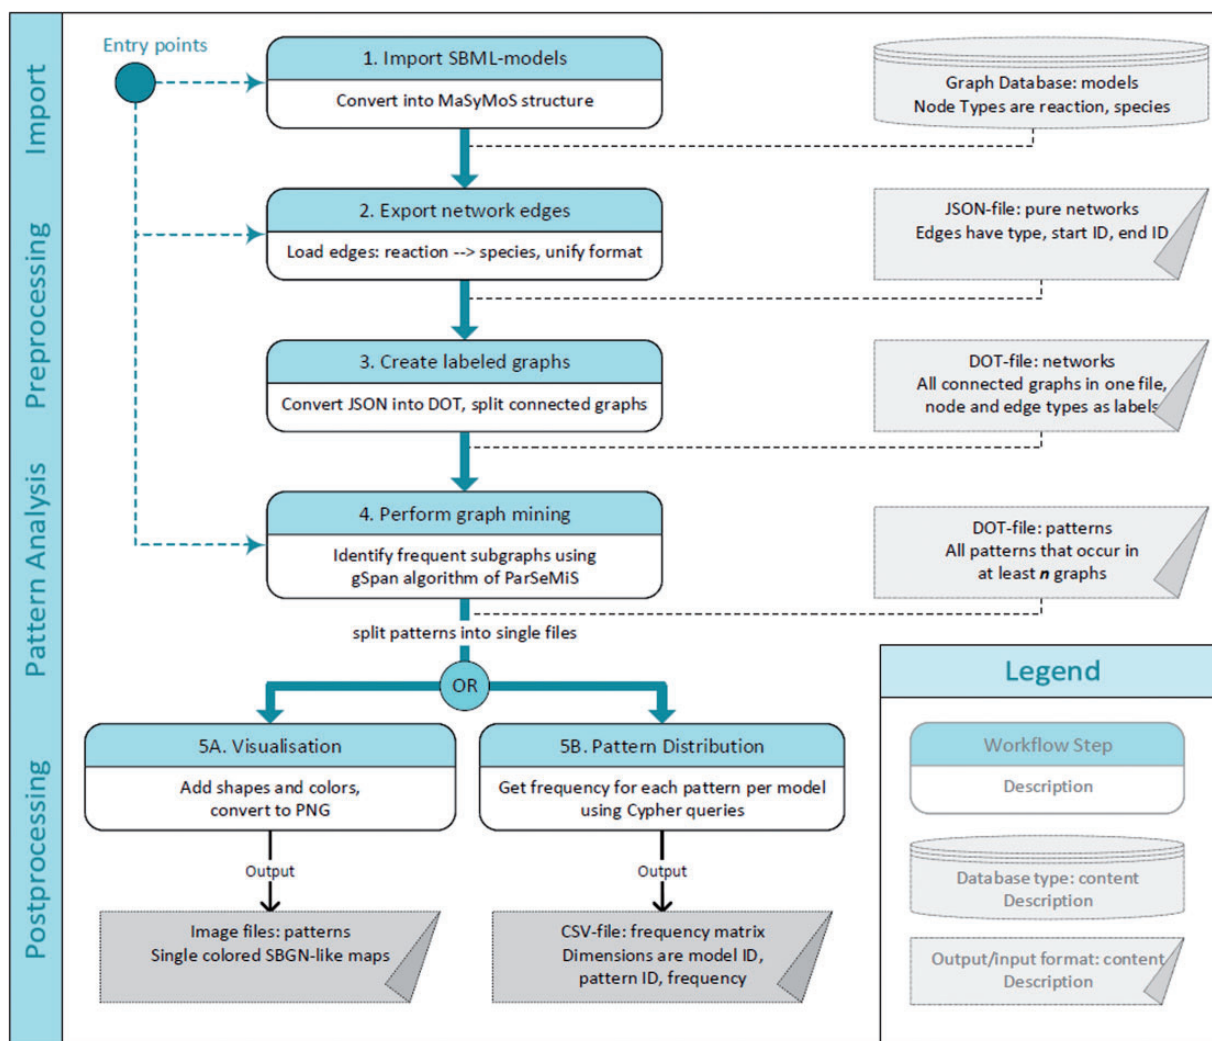 Import
Preprocessing
Pattern Analysis
Postprocessing
Entry points
1. Import SBML-models
Convert into MaSyMoS structure
Graph Database: models
Node Types are reaction, species
2. Export network edges
Load edges: reaction --> species, unify format
JSON-file: pure networks
Edges have type, start ID, end ID
3. Create labeled graphs
Convert JSON into DOT, split connected graphs
DOT-file: networks
All connected graphs in one file,
node and edge types as labels
4. Perform graph mining
Identify frequent subgraphs using
gSpan algorithm of ParSeMiS
DOT-file: patterns
All patterns that occur in
at least n graphs
split patterns into single files
OR
5A. Visualisation
Add shapes and colors,
convert to PNG
Output
Image files: patterns
Single colored SBGN-like maps
5B. Pattern Distribution
Get frequency for each pattern per model
using Cypher queries
Output
CSV-file: frequency matrix
Dimensions are model ID,
pattern ID, frequency
Legend
Workflow Step
Description
Database type: content
Description
Output/input format: content
Description